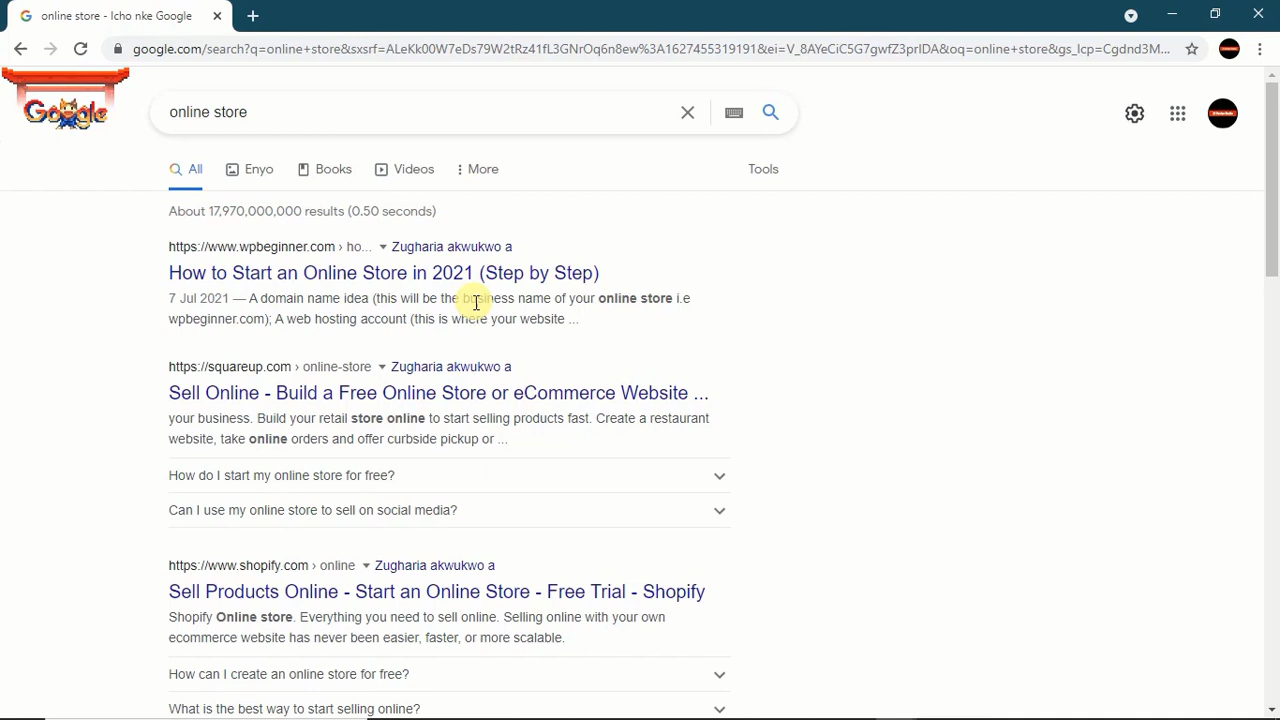 online store - Icho nke Google
google.com/search?q=online+store&sxsrf=ALeKk00W7eDs79W2tRz41fL3GNrOq6n8ew%3A1627455319191&ei=V_8AYeCiC5G7gwfZ3prIDA&oq=online+store&gs_lcp=Cgdnd3M...
Google
online store
All Enyo Books Videos More Tools
About 17,970,000,000 results (0.50 seconds)
https://www.wpbeginner.com › ho... Zugharia akwukwo a
How to Start an Online Store in 2021 (Step by Step)
7 Jul 2021 — A domain name idea (this will be the business name of your online store i.e
wpbeginner.com); A web hosting account (this is where your website ...
https://squareup.com › online-store Zugharia akwukwo a
Sell Online - Build a Free Online Store or eCommerce Website ...
your business. Build your retail store online to start selling products fast. Create a restaurant
website, take online orders and offer curbside pickup or ...
How do I start my online store for free?
Can I use my online store to sell on social media?
https://www.shopify.com › online Zugharia akwukwo a
Sell Products Online - Start an Online Store - Free Trial - Shopify
Shopify Online store. Everything you need to sell online. Selling online with your own
ecommerce website has never been easier, faster, or more scalable.
How can I create an online store for free?
What is the best way to start selling online?